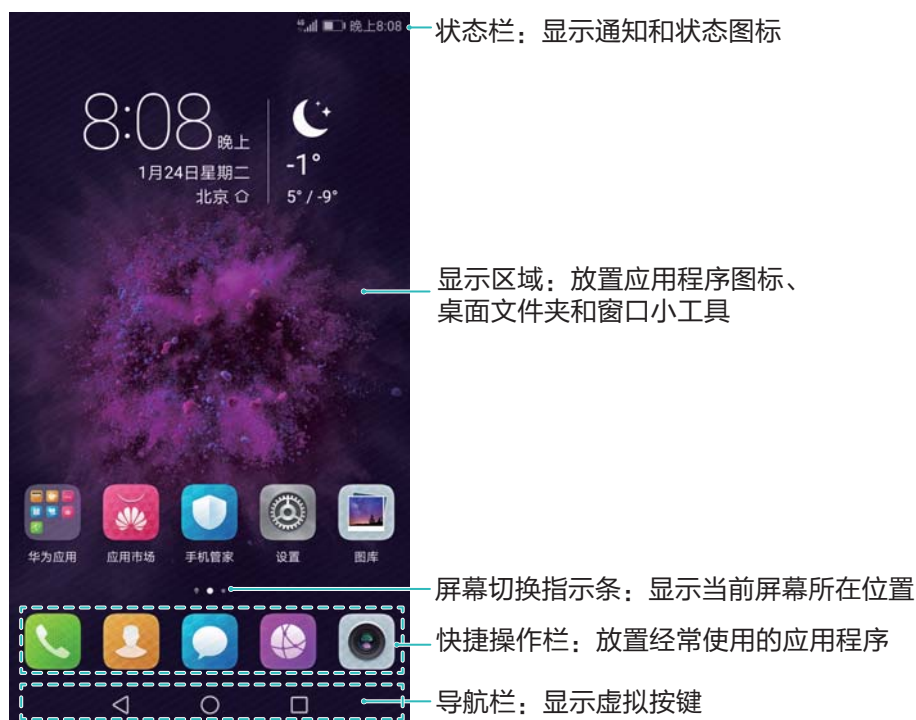 4G 晚上8:08
状态栏：显示通知和状态图标
8:08 晚上
1月24日星期二
北京
-1°
5° / -9°
显示区域：放置应用程序图标、
桌面文件夹和窗口小工具
华为应用 应用市场 手机管家 设置 图库
屏幕切换指示条：显示当前屏幕所在位置
快捷操作栏：放置经常使用的应用程序
导航栏：显示虚拟按键